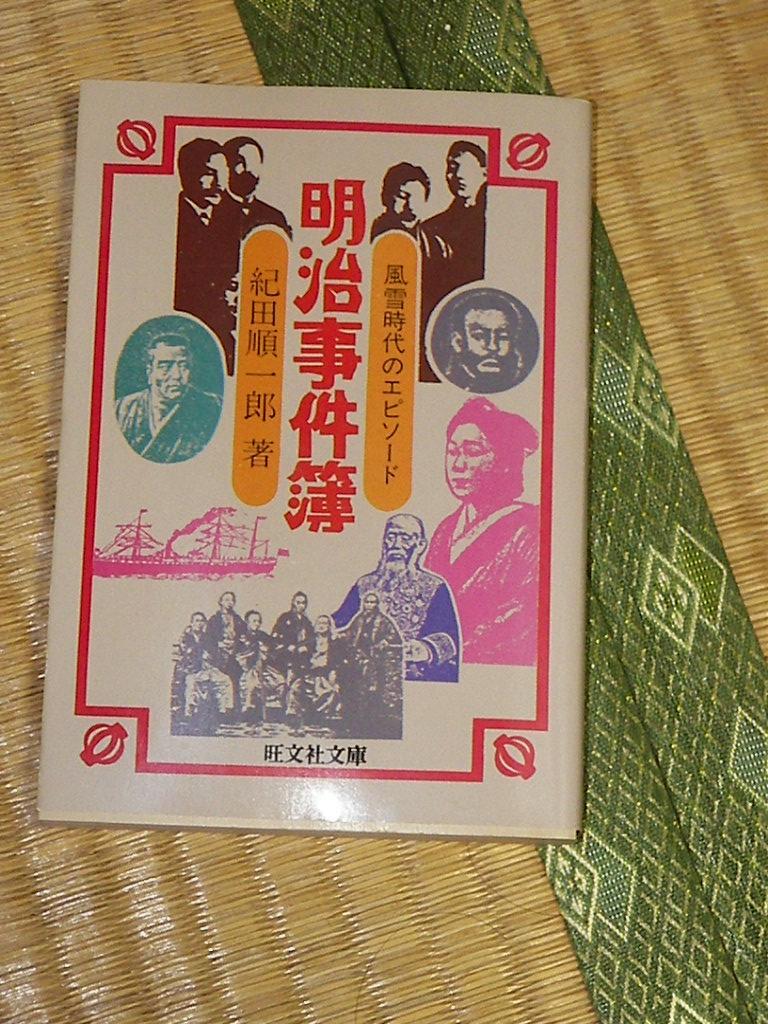 風雪時代のエピソード
明治事件簿
紀田順一郎 著
旺文社文庫